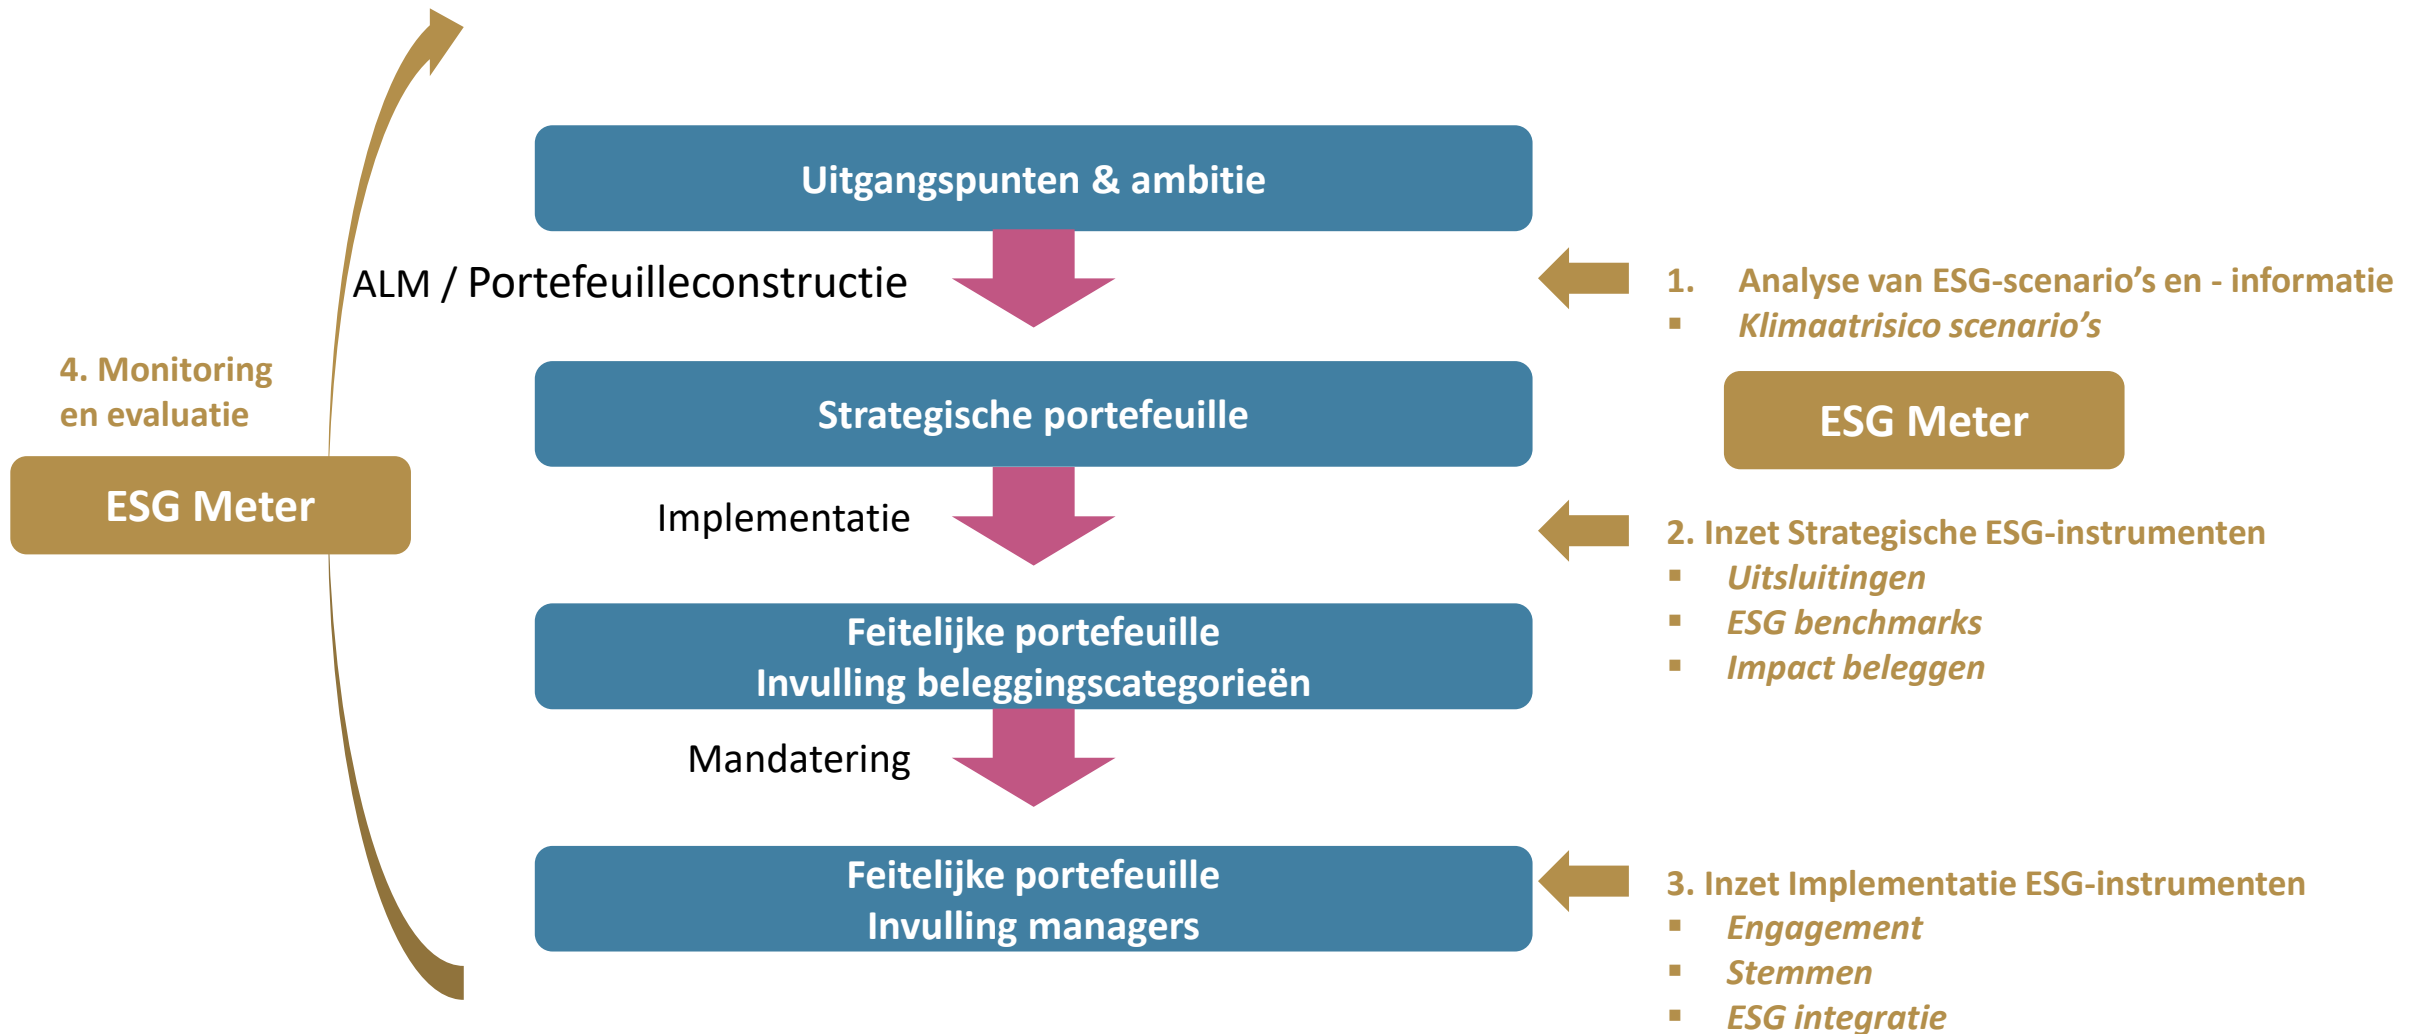 Uitgangspunten & ambitie
ALM / Portefeuilleconstructie
1. Analyse van ESG-scenario’s en - informatie
▪ Klimaatrisico scenario’s
4. Monitoring
en evaluatie
Strategische portefeuille
ESG Meter
ESG Meter
Implementatie
2. Inzet Strategische ESG-instrumenten
▪ Uitsluitingen
▪ ESG benchmarks
▪ Impact beleggen
Feitelijke portefeuille
Invulling beleggingscategorieën
Mandatering
Feitelijke portefeuille
Invulling managers
3. Inzet Implementatie ESG-instrumenten
▪ Engagement
▪ Stemmen
▪ ESG integratie